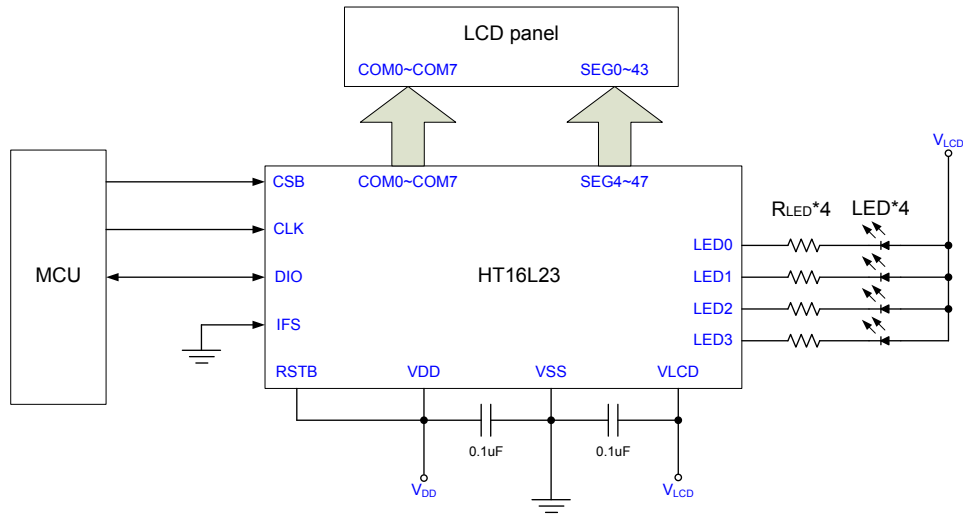 LCD panel
COM0~COM7
SEG0~43
VLCD
CSB
COM0~COM7
SEG4~47
RLED*4
LED*4
CLK
LED0
MCU
DIO
HT16L23
LED1
IFS
LED2
LED3
RSTB
VDD
VSS
VLCD
0.1uF
0.1uF
VDD
VLCD